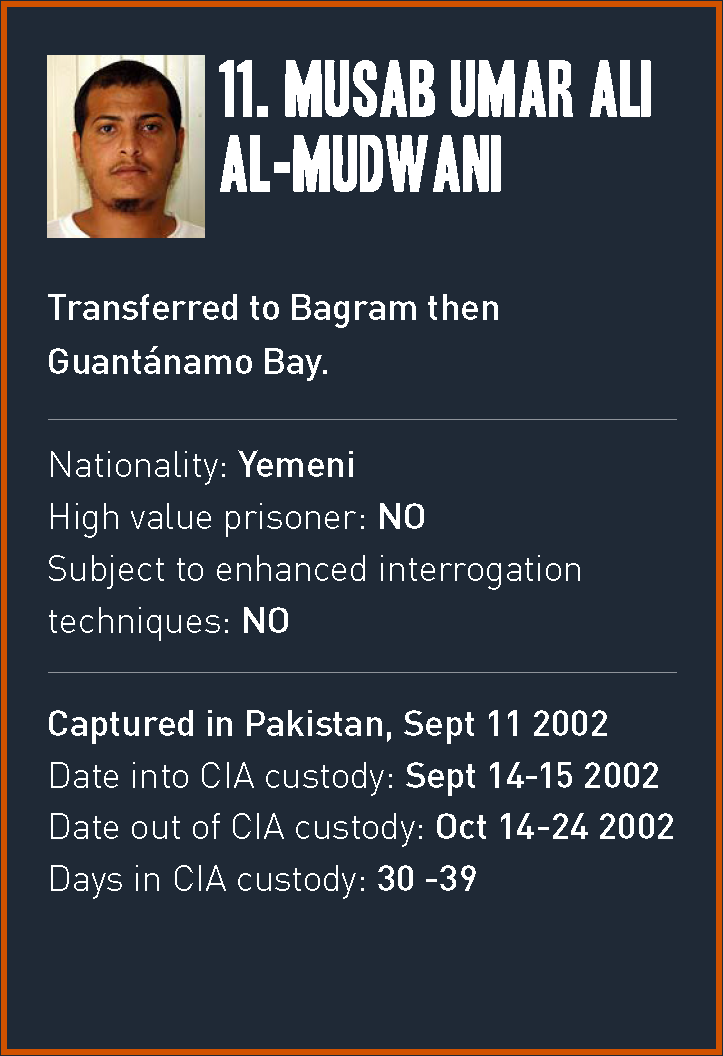 11. MUSAB UMAR ALI
AL-MUDWANI
Transferred to Bagram then
Guantánamo Bay.
Nationality: Yemeni
High value prisoner: NO
Subject to enhanced interrogation
techniques: NO
Captured in Pakistan, Sept 11 2002
Date into CIA custody: Sept 14-15 2002
Date out of CIA custody: Oct 14-24 2002
Days in CIA custody: 30 -39